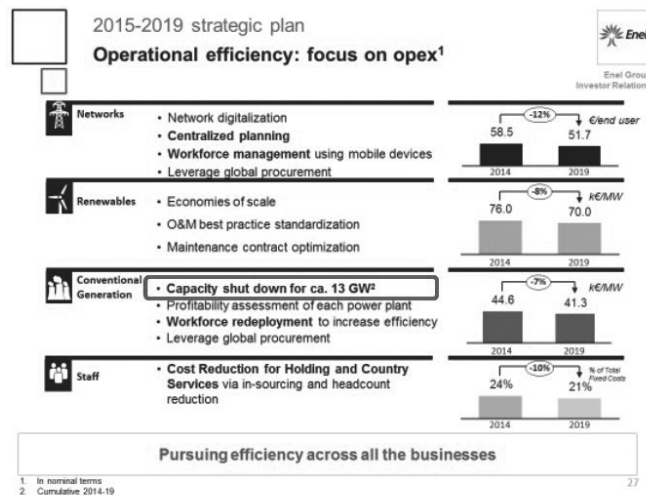 2015-2019 strategic plan
Operational efficiency: focus on opex¹
Enel
Enel Grou
Investor Relation
Networks
• Network digitalization
• Centralized planning
• Workforce management using mobile devices
• Leverage global procurement
-12%
€/end user
58.5 51.7
2014 2019
Renewables
• Economies of scale
• O&M best practice standardization
• Maintenance contract optimization
-8%
k€/MW
76.0 70.0
2014 2019
Conventional
Generation
• Capacity shut down for ca. 13 GW²
• Profitability assessment of each power plant
• Workforce redeployment to increase efficiency
• Leverage global procurement
-7%
k€/MW
44.6 41.3
2014 2019
Staff
• Cost Reduction for Holding and Country
Services via in-sourcing and headcount
reduction
-10%
% of Total
Fixed Costs
24% 21%
2014 2019
Pursuing efficiency across all the businesses
1. In nominal terms
2. Cumulative 2014-19
27